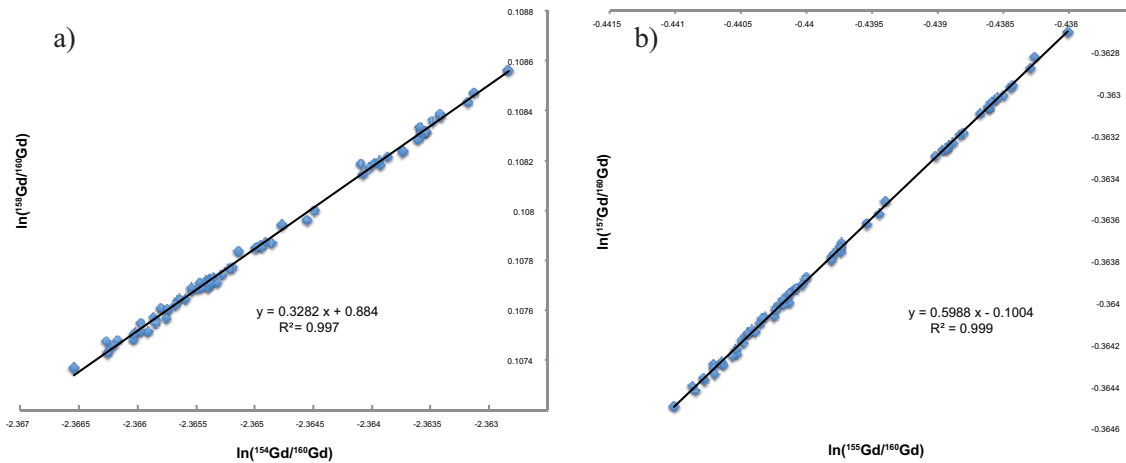 a)
0.1088
0.1086
0.1084
0.1082
0.108
0.1078
0.1076
0.1074
ln(¹⁵⁸Gd/¹⁶⁰Gd)
y = 0.3282 x + 0.884
R² = 0.997
-2.367 -2.3665 -2.366 -2.3655 -2.365 -2.3645 -2.364 -2.3635 -2.363
ln(¹⁵⁴Gd/¹⁶⁰Gd)
-0.4415 -0.441 -0.4405 -0.44 -0.4395 -0.439 -0.4385 -0.438
b)
-0.3628
-0.363
-0.3632
-0.3634
-0.3636
-0.3638
-0.364
-0.3642
-0.3644
-0.3646
ln(¹⁵⁷Gd/¹⁶⁰Gd)
y = 0.5988 x - 0.1004
R² = 0.999
ln(¹⁵⁵Gd/¹⁶⁰Gd)